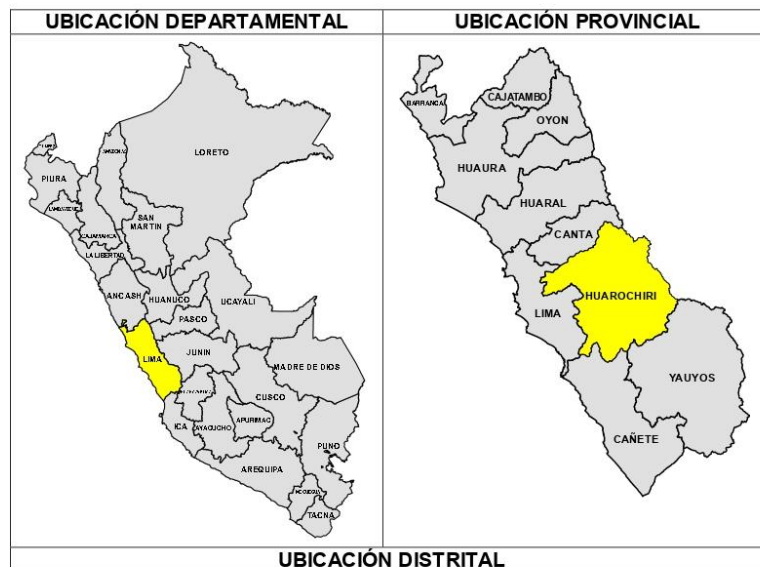 UBICACIÓN DEPARTAMENTAL
LORETO
PIURA
SAN
MARTIN
CAJAMARCA
LA LIBERTAD
ANCASH
HUANUCO
UCAYALI
PASCO
LIMA
JUNIN
MADRE DE DIOS
CUSCO
ICA
AYACUCHO
APURIMAC
PUNO
AREQUIPA
MOQUEGUA
TACNA
UBICACIÓN PROVINCIAL
BARRANCA
CAJATAMBO
OYON
HUAURA
HUARAL
CANTA
HUAROCHIRI
LIMA
YAUYOS
CAÑETE
UBICACIÓN DISTRITAL